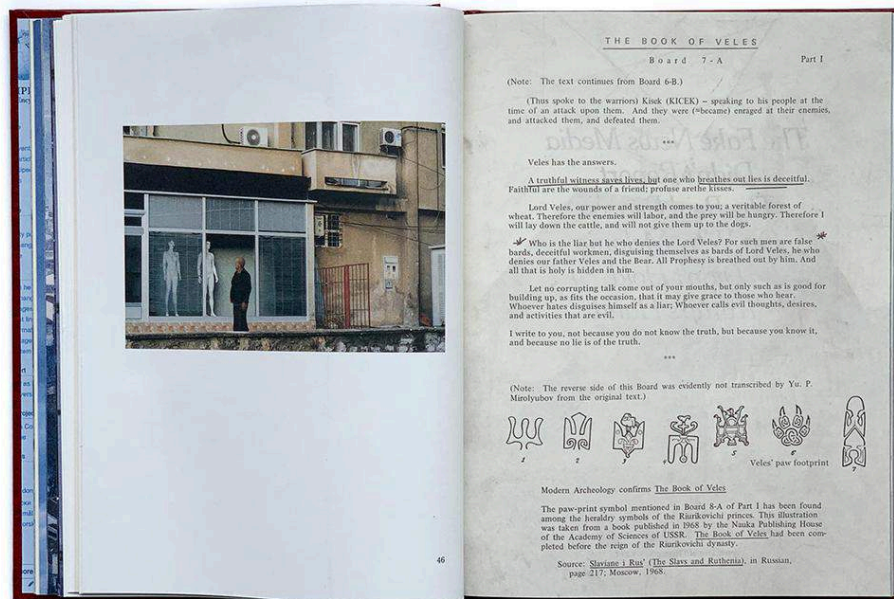 46
THE BOOK OF VELES
Board 7-A Part I
(Note: The text continues from Board 6-B.)
(Thus spoke to the warriors) Kisek (KICEK) – speaking to his people at the
time of an attack upon them. And they were (=became) enraged at their enemies,
and attacked them, and defeated them.
***
Veles has the answers.
A truthful witness saves lives, but one who breathes out lies is deceitful.
Faithful are the wounds of a friend; profuse arethe kisses.
Lord Veles, our power and strength comes to you; a veritable forest of
wheat. Therefore the enemies will labor, and the prey will be hungry. Therefore I
will lay down the cattle, and will not give them up to the dogs.
Who is the liar but he who denies the Lord Veles? For such men are false
bards, deceitful workmen, disguising themselves as bards of Lord Veles, he who
denies our father Veles and the Bear. All Prophesy is breathed out by him. And
all that is holy is hidden in him.
Let no corrupting talk come out of your mouths, but only such as is good for
building up, as fits the occasion, that it may give grace to those who hear.
Whoever hates disguises himself as a liar; Whoever calls evil thoughts, desires,
and activities that are evil.
I write to you, not because you do not know the truth, but because you know it,
and because no lie is of the truth.
***
(Note: The reverse side of this Board was evidently not transcribed by Yu. P.
Mirolyubov from the original text.)
1 2 3 4 5 6 7
Veles' paw footprint
Modern Archeology confirms The Book of Veles
The paw-print symbol mentioned in Board 8-A of Part I has been found
among the heraldry symbols of the Riurikovichi princes. This illustration
was taken from a book published in 1968 by the Nauka Publishing House
of the Academy of Sciences of USSR. The Book of Veles had been com-
pleted before the reign of the Riurikovichi dynasty.
Source: Slaviane i Rus' (The Slavs and Ruthenia), in Russian,
page 217; Moscow, 1968.